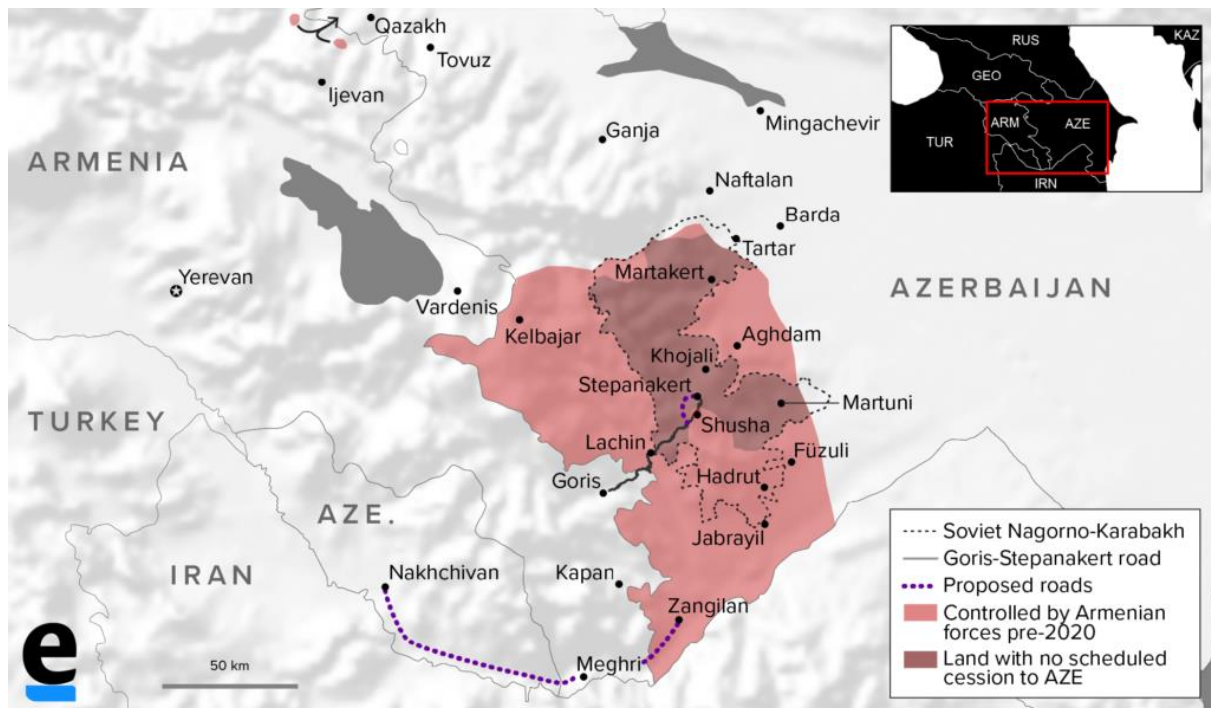 Qazakh
Tovuz
Ijevan
Mingachevir
Ganja
ARMENIA
Naftalan
Barda
Tartar
Yerevan
Martakert
Vardenis
AZERBAIJAN
Kelbajar
Aghdam
Khojali
Stepanakert
Martuni
TURKEY
Shusha
Lachin
Füzuli
Goris
Hadrut
AZE.
Jabrayil
IRAN
Nakhchivan
Kapan
Zangilan
Meghri
50 km
e
RUS
KAZ
GEO
ARM
AZE
TUR
IRN
Soviet Nagorno-Karabakh
Goris-Stepanakert road
Proposed roads
Controlled by Armenian
forces pre-2020
Land with no scheduled
cession to AZE